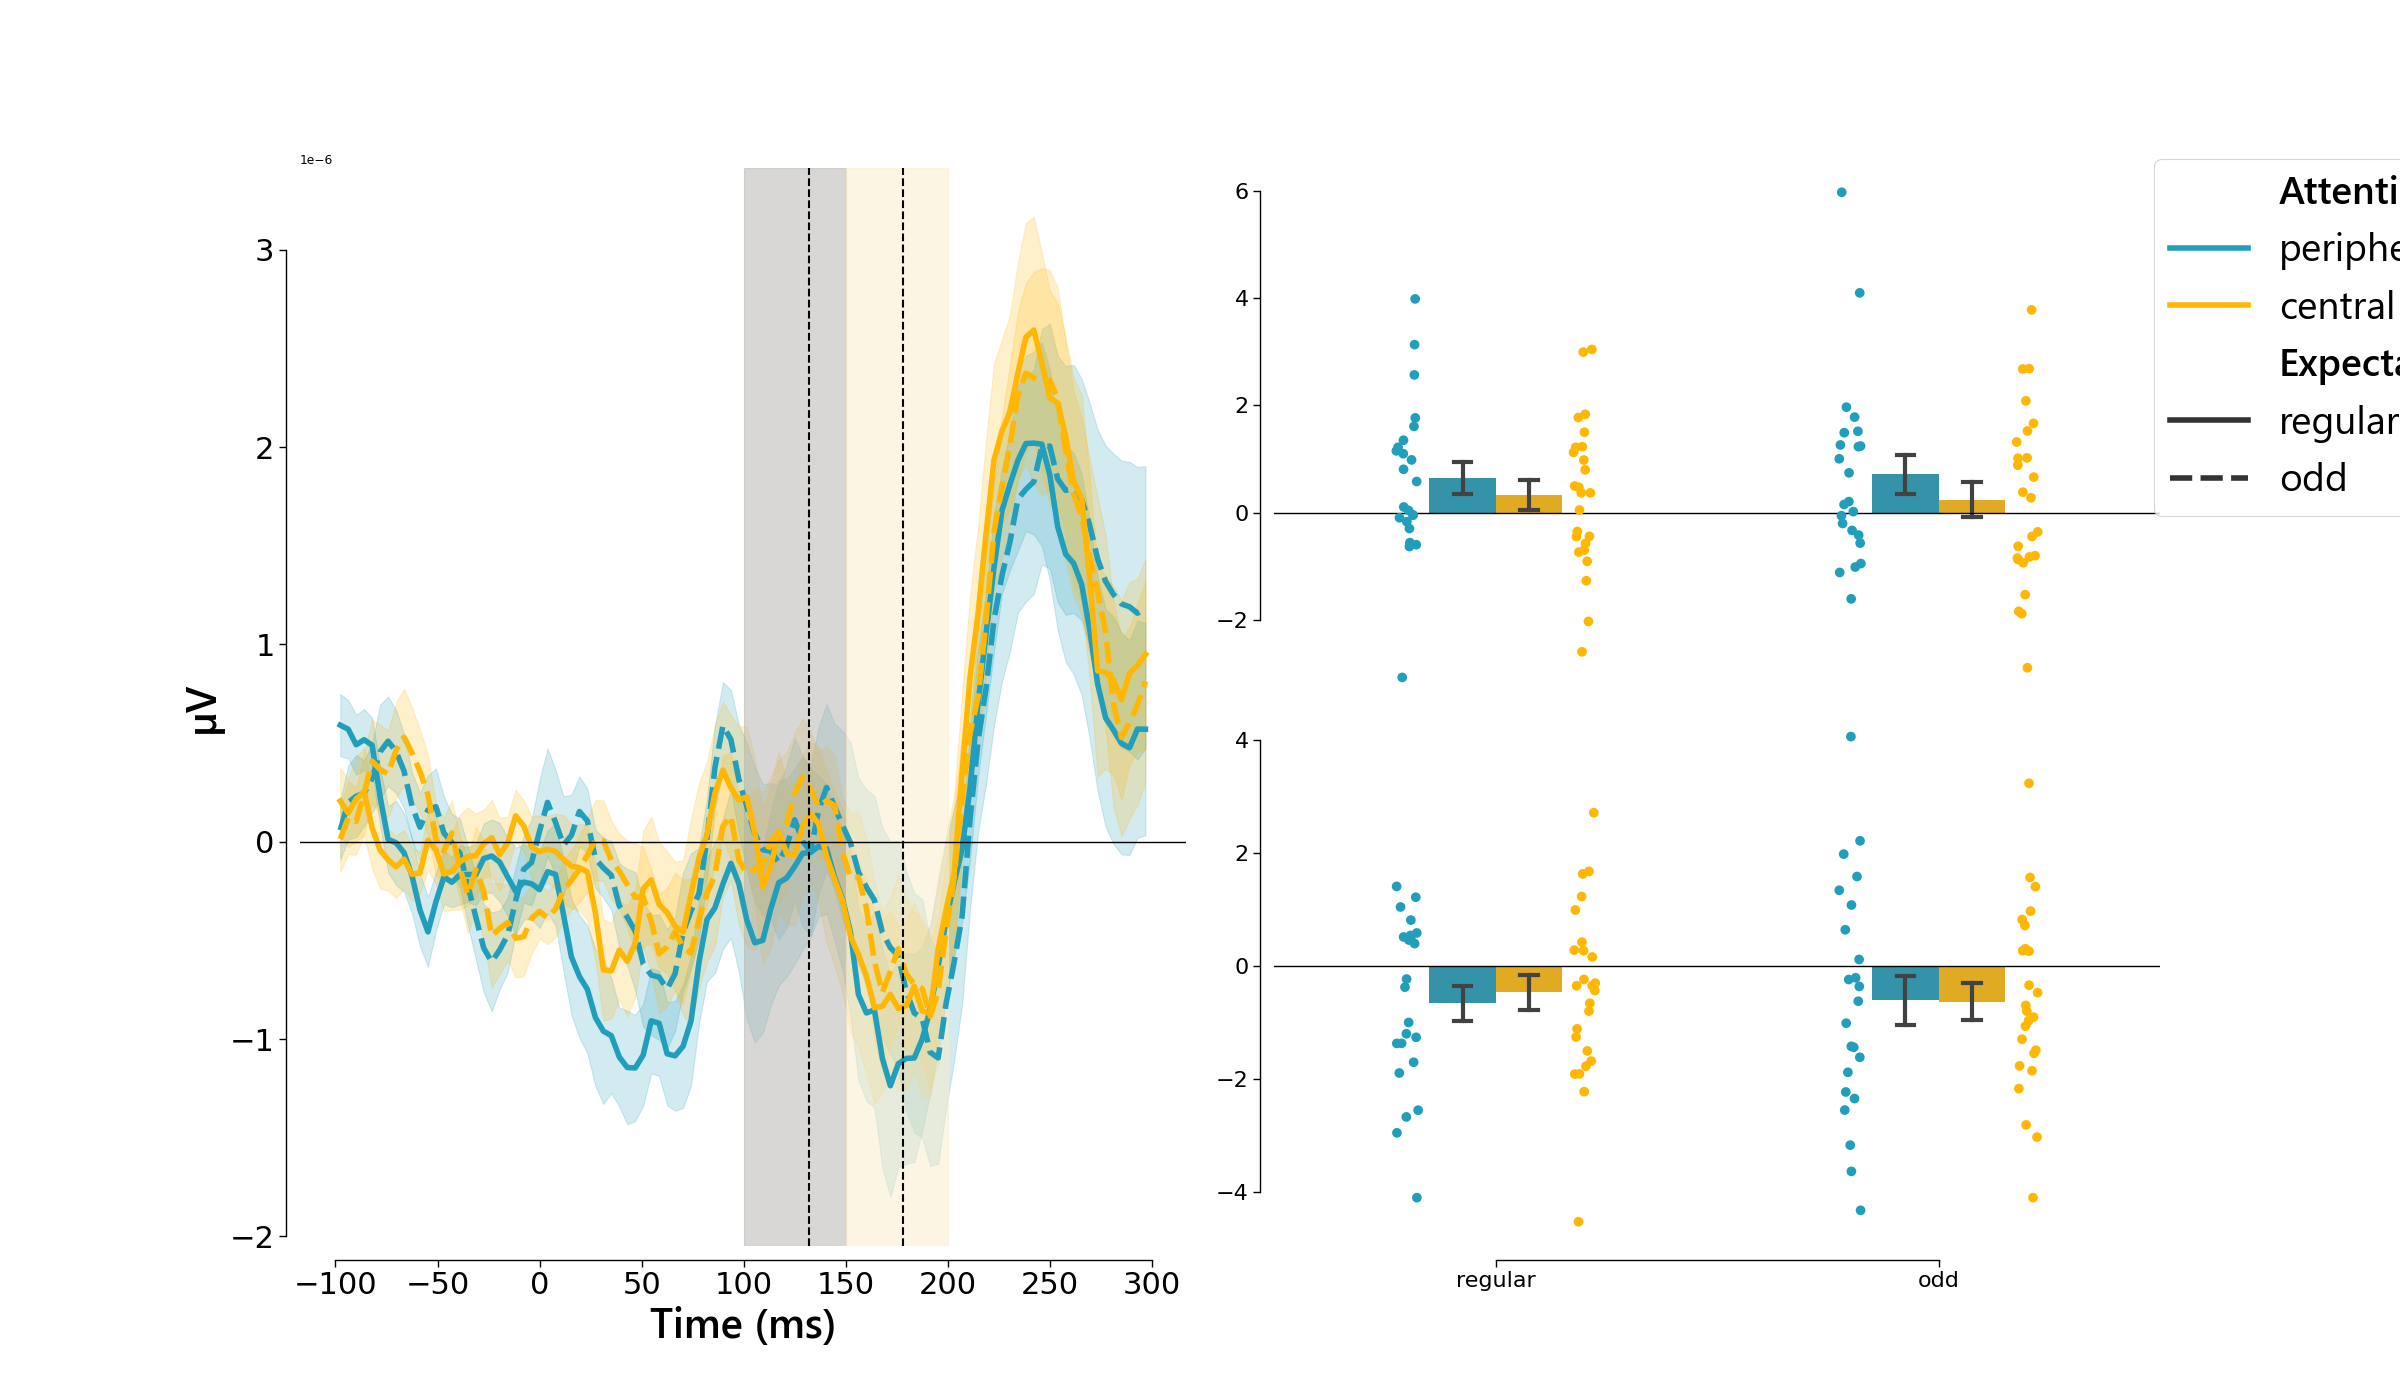 1e−6
3
2
1
0
−1
−2
μV
−100 −50 0 50 100 150 200 250 300
Time (ms)
6
4
2
0
−2
4
2
0
−2
−4
regular odd
Attenti
periphe
central
Expecta
regular
odd